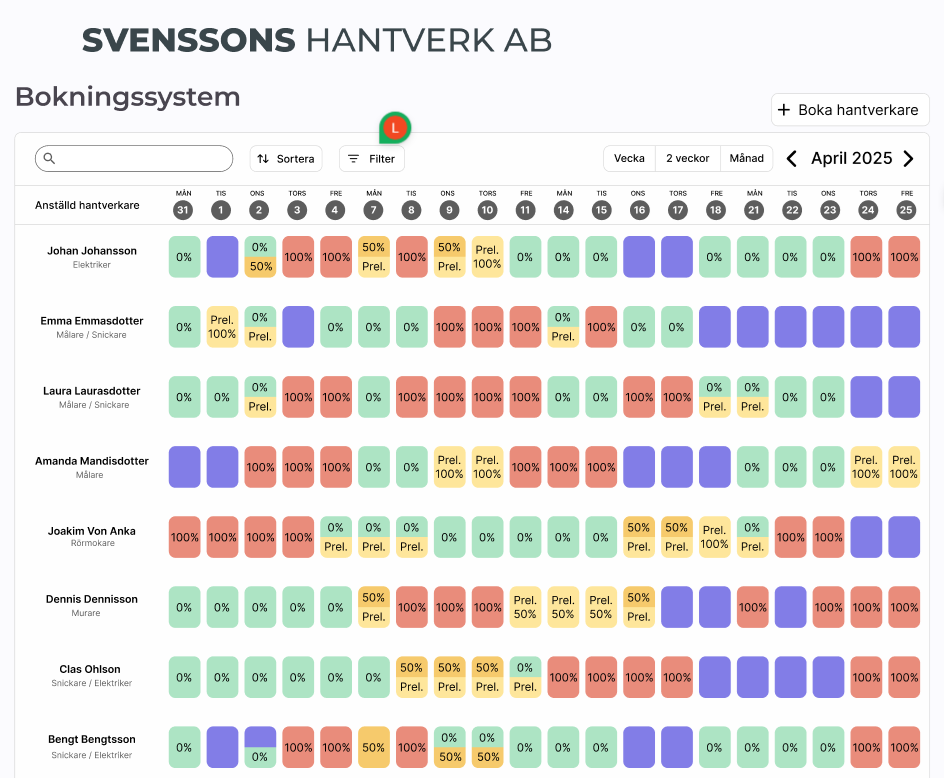 SVENSSONS HANTVERK AB
Bokningssystem
+ Boka hantverkare
L
Sortera Filter Vecka 2 veckor Månad April 2025
Anställd hantverkare
MÅN TIS ONS TORS FRE MÅN TIS ONS TORS FRE MÅN TIS ONS TORS FRE MÅN TIS ONS TORS FRE
31 1 2 3 4 7 8 9 10 11 14 15 16 17 18 21 22 23 24 25
Johan Johansson
Elektriker
0% 0% 100% 100% 50% 100% 50% Prel. 0% 0% 0% 0% 0% 0% 0% 100% 100%
50% Prel. Prel. 100%
Emma Emmasdotter
Målare / Snickare
0% Prel. 0% 0% 0% 0% 100% 100% 100% 0% 100% 0% 0%
100% Prel. Prel.
Laura Laurasdotter
Målare / Snickare
0% 0% 0% 100% 100% 0% 100% 100% 100% 100% 0% 0% 100% 100% 0% 0% 0% 0%
Prel. Prel. Prel.
Amanda Mandisdotter
Målare
100% 100% 100% 0% 0% Prel. Prel. 100% 100% 100% 0% 0% 0% Prel. Prel.
100% 100% 100% 100%
Joakim Von Anka
Rörmokare
100% 100% 100% 100% 0% 0% 0% 0% 0% 0% 0% 0% 50% 50% Prel. 0% 100% 100%
Prel. Prel. Prel. Prel. Prel. 100% Prel.
Dennis Dennisson
Murare
0% 0% 0% 0% 0% 50% 100% 100% 100% Prel. Prel. Prel. 50% 100% 100% 100% 100%
Prel. 50% 50% 50% Prel.
Clas Ohlson
Snickare / Elektriker
0% 0% 0% 0% 0% 0% 50% 50% 50% 0% 100% 100% 100% 100% 100% 100%
Prel. Prel. Prel. Prel.
Bengt Bengtsson
Snickare / Elektriker
0% 100% 100% 50% 100% 0% 0% 0% 0% 0% 0% 0% 0% 0% 100% 100%
0% 50% 50%